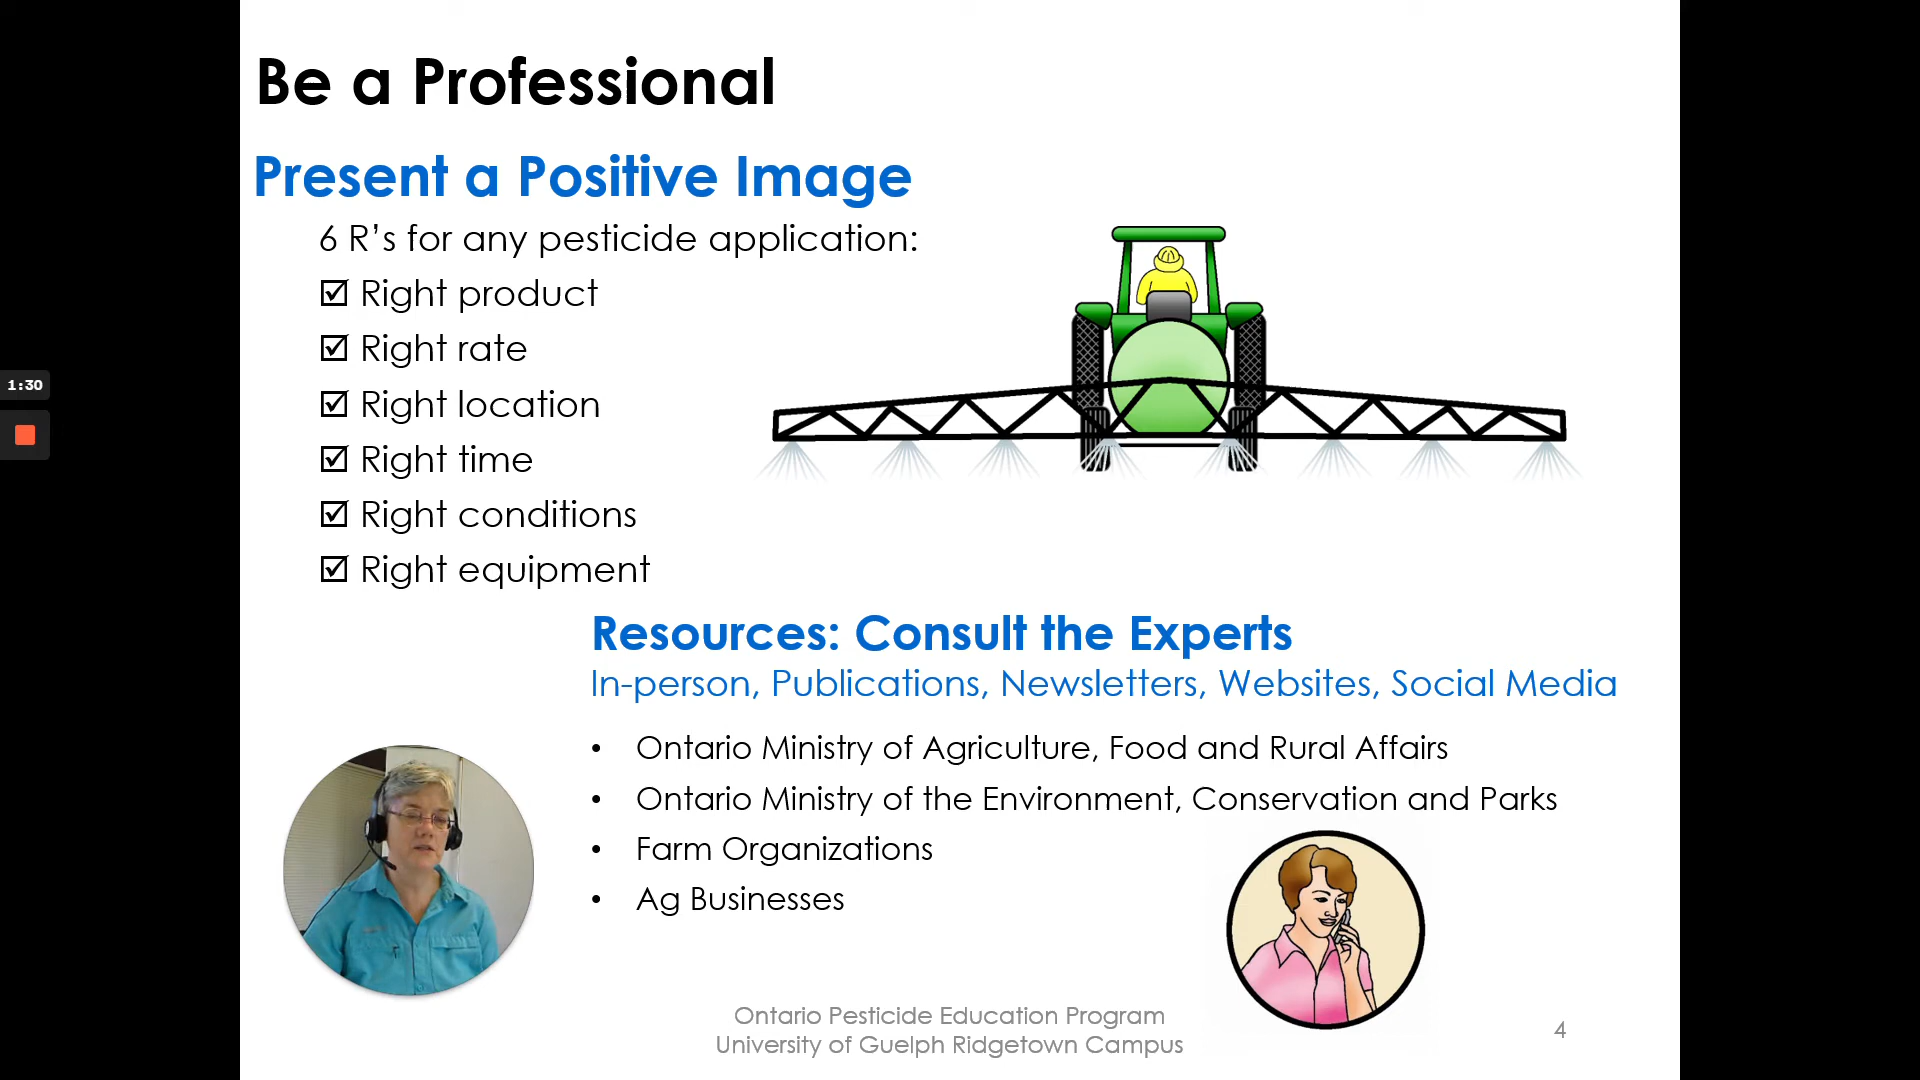 Be a Professional
Present a Positive Image
6 R’s for any pesticide application:
☑ Right product
☑ Right rate
☑ Right location
☑ Right time
☑ Right conditions
☑ Right equipment
1:30
Resources: Consult the Experts
In-person, Publications, Newsletters, Websites, Social Media
• Ontario Ministry of Agriculture, Food and Rural Affairs
• Ontario Ministry of the Environment, Conservation and Parks
• Farm Organizations
• Ag Businesses
Ontario Pesticide Education Program
University of Guelph Ridgetown Campus
4